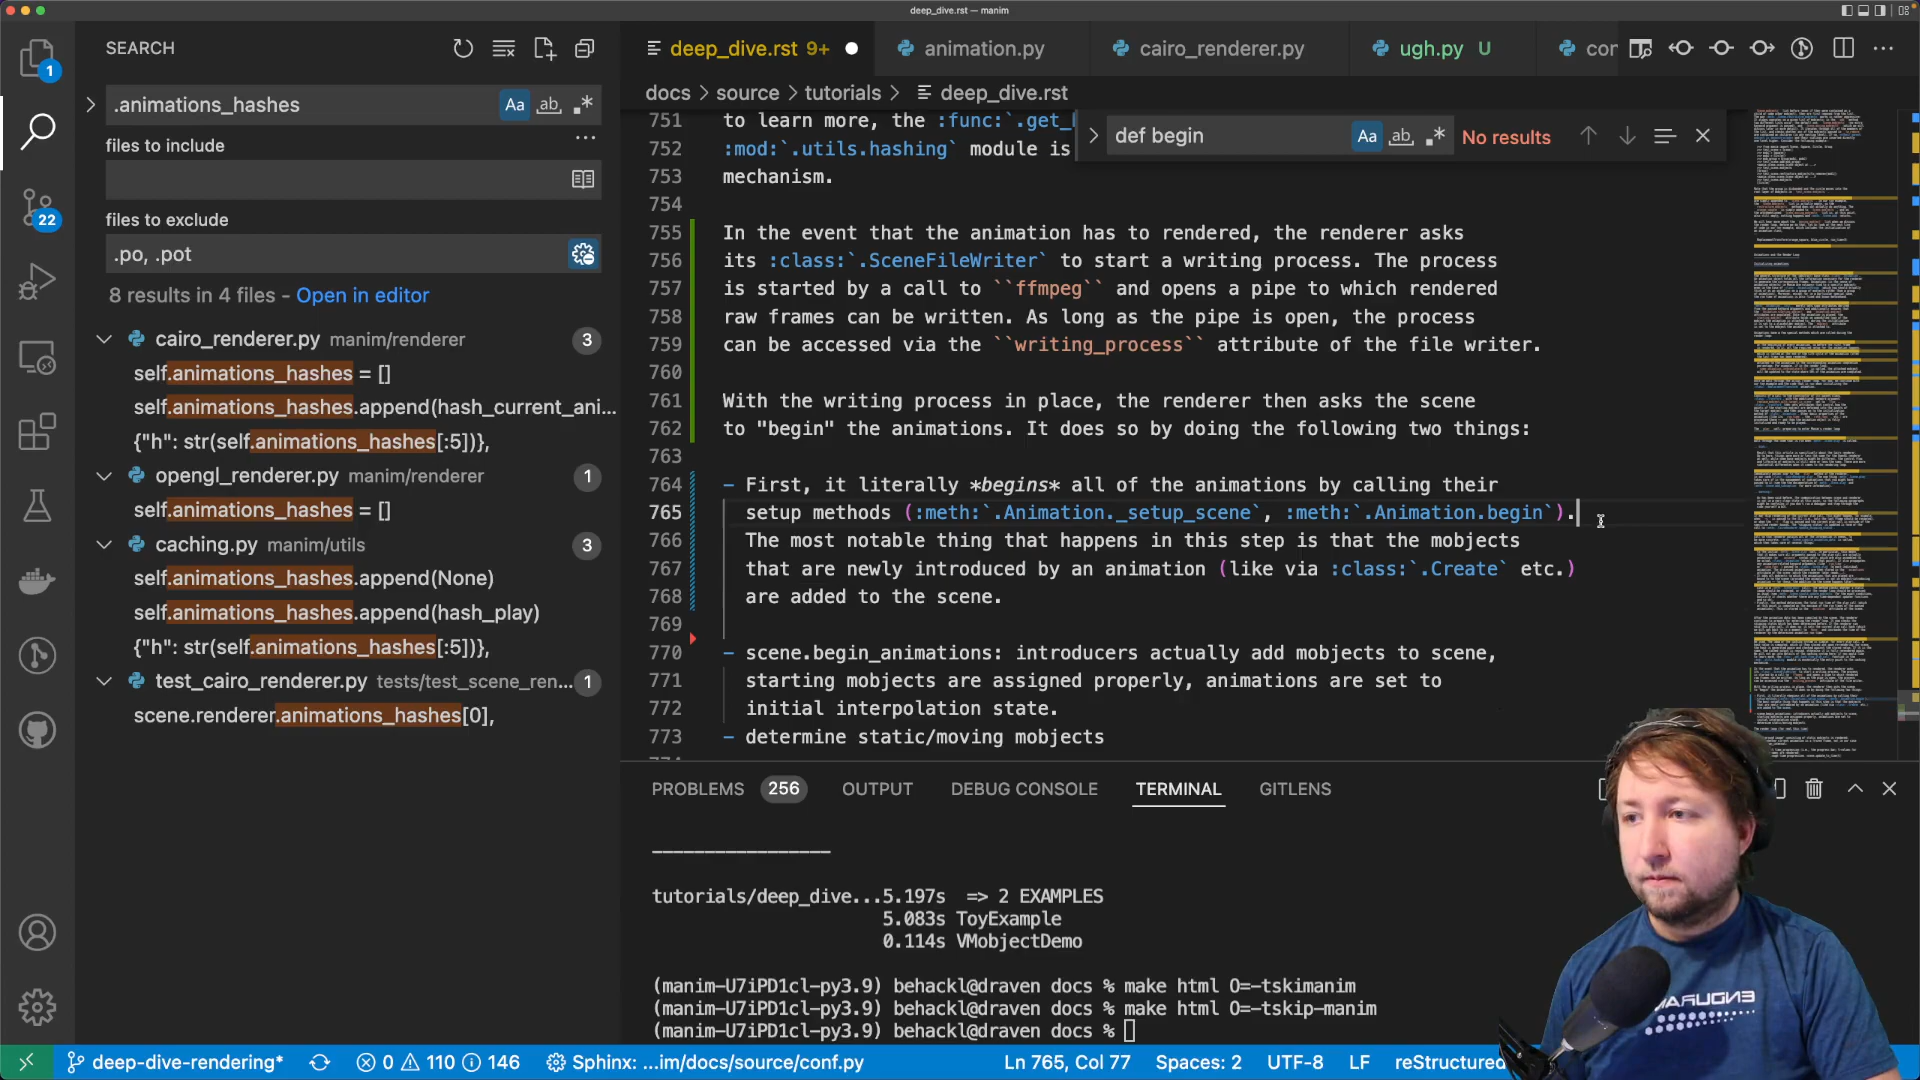 deep_dive.rst — manim
SEARCH
.animations_hashes
files to include
files to exclude
.po, .pot
8 results in 4 files - Open in editor
cairo_renderer.py manim/renderer 3
self.animations_hashes = []
self.animations_hashes.append(hash_current_ani...
{"h": str(self.animations_hashes[:5])},
opengl_renderer.py manim/renderer 1
self.animations_hashes = []
caching.py manim/utils 3
self.animations_hashes.append(None)
self.animations_hashes.append(hash_play)
{"h": str(self.animations_hashes[:5])},
test_cairo_renderer.py tests/test_scene_ren... 1
scene.renderer.animations_hashes[0],
1
22
deep_dive.rst 9+ animation.py cairo_renderer.py ugh.py U con
docs > source > tutorials > deep_dive.rst
def begin No results
751 to learn more, the :func:`.get_
752 :mod:`.utils.hashing` module is
753 mechanism.
754
755 In the event that the animation has to rendered, the renderer asks
756 its :class:`.SceneFileWriter` to start a writing process. The process
757 is started by a call to ``ffmpeg`` and opens a pipe to which rendered
758 raw frames can be written. As long as the pipe is open, the process
759 can be accessed via the ``writing_process`` attribute of the file writer.
760
761 With the writing process in place, the renderer then asks the scene
762 to "begin" the animations. It does so by doing the following two things:
763
764 - First, it literally *begins* all of the animations by calling their
765 setup methods (:meth:`.Animation._setup_scene`, :meth:`.Animation.begin`).
766 The most notable thing that happens in this step is that the mobjects
767 that are newly introduced by an animation (like via :class:`.Create` etc.)
768 are added to the scene.
769
770 - scene.begin_animations: introducers actually add mobjects to scene,
771 starting mobjects are assigned properly, animations are set to
772 initial interpolation state.
773 - determine static/moving mobjects
PROBLEMS 256 OUTPUT DEBUG CONSOLE TERMINAL GITLENS
tutorials/deep_dive...5.197s => 2 EXAMPLES
5.083s ToyExample
0.114s VMobjectDemo
(manim-U7iPD1cl-py3.9) behackl@draven docs % make html O=-tskimanim
(manim-U7iPD1cl-py3.9) behackl@draven docs % make html O=-tskip-manim
(manim-U7iPD1cl-py3.9) behackl@draven docs %
deep-dive-rendering* 0 110 146 Sphinx: ...im/docs/source/conf.py Ln 765, Col 77 Spaces: 2 UTF-8 LF reStructured